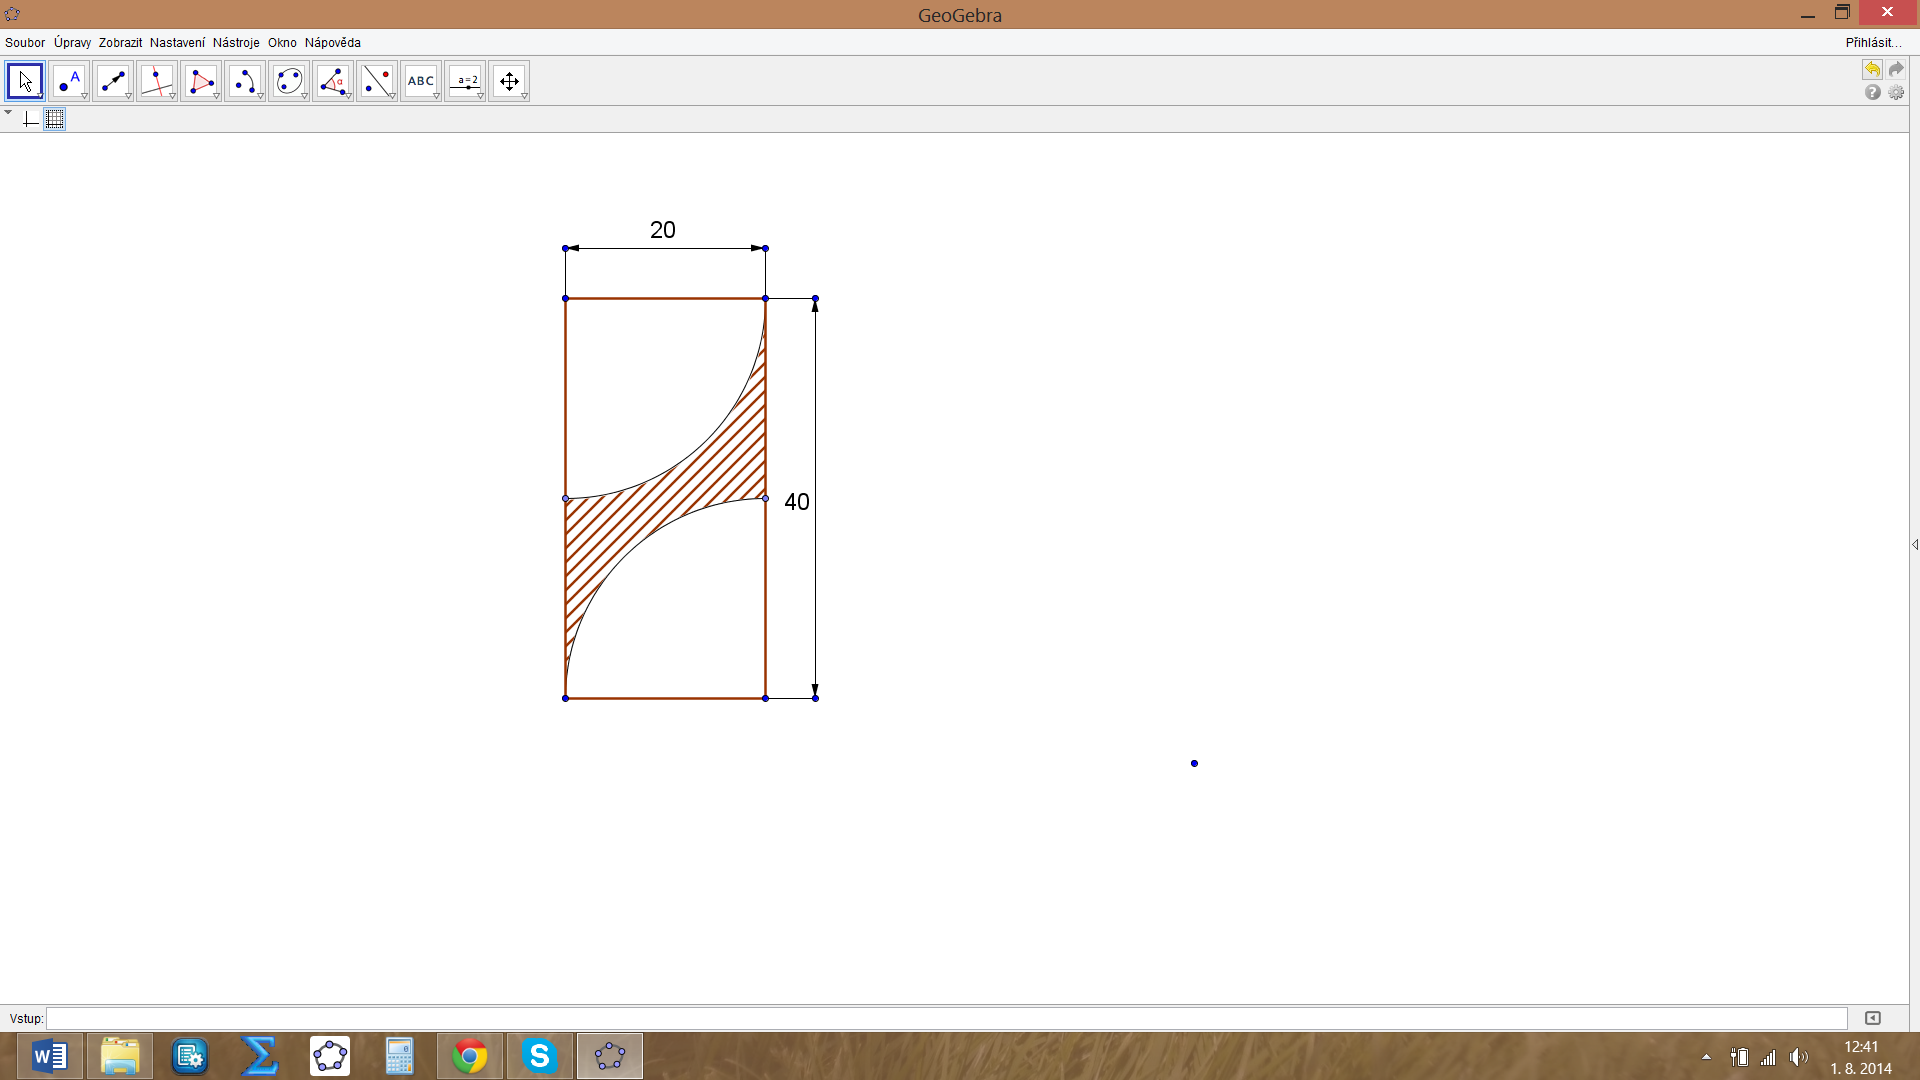 GeoGebra
Soubor Úpravy Zobrazit Nastavení Nástroje Okno Nápověda Přihlásit...
A α ABC a=2
?
20
40
Vstup:
W Σ S 12:41
1. 8. 2014